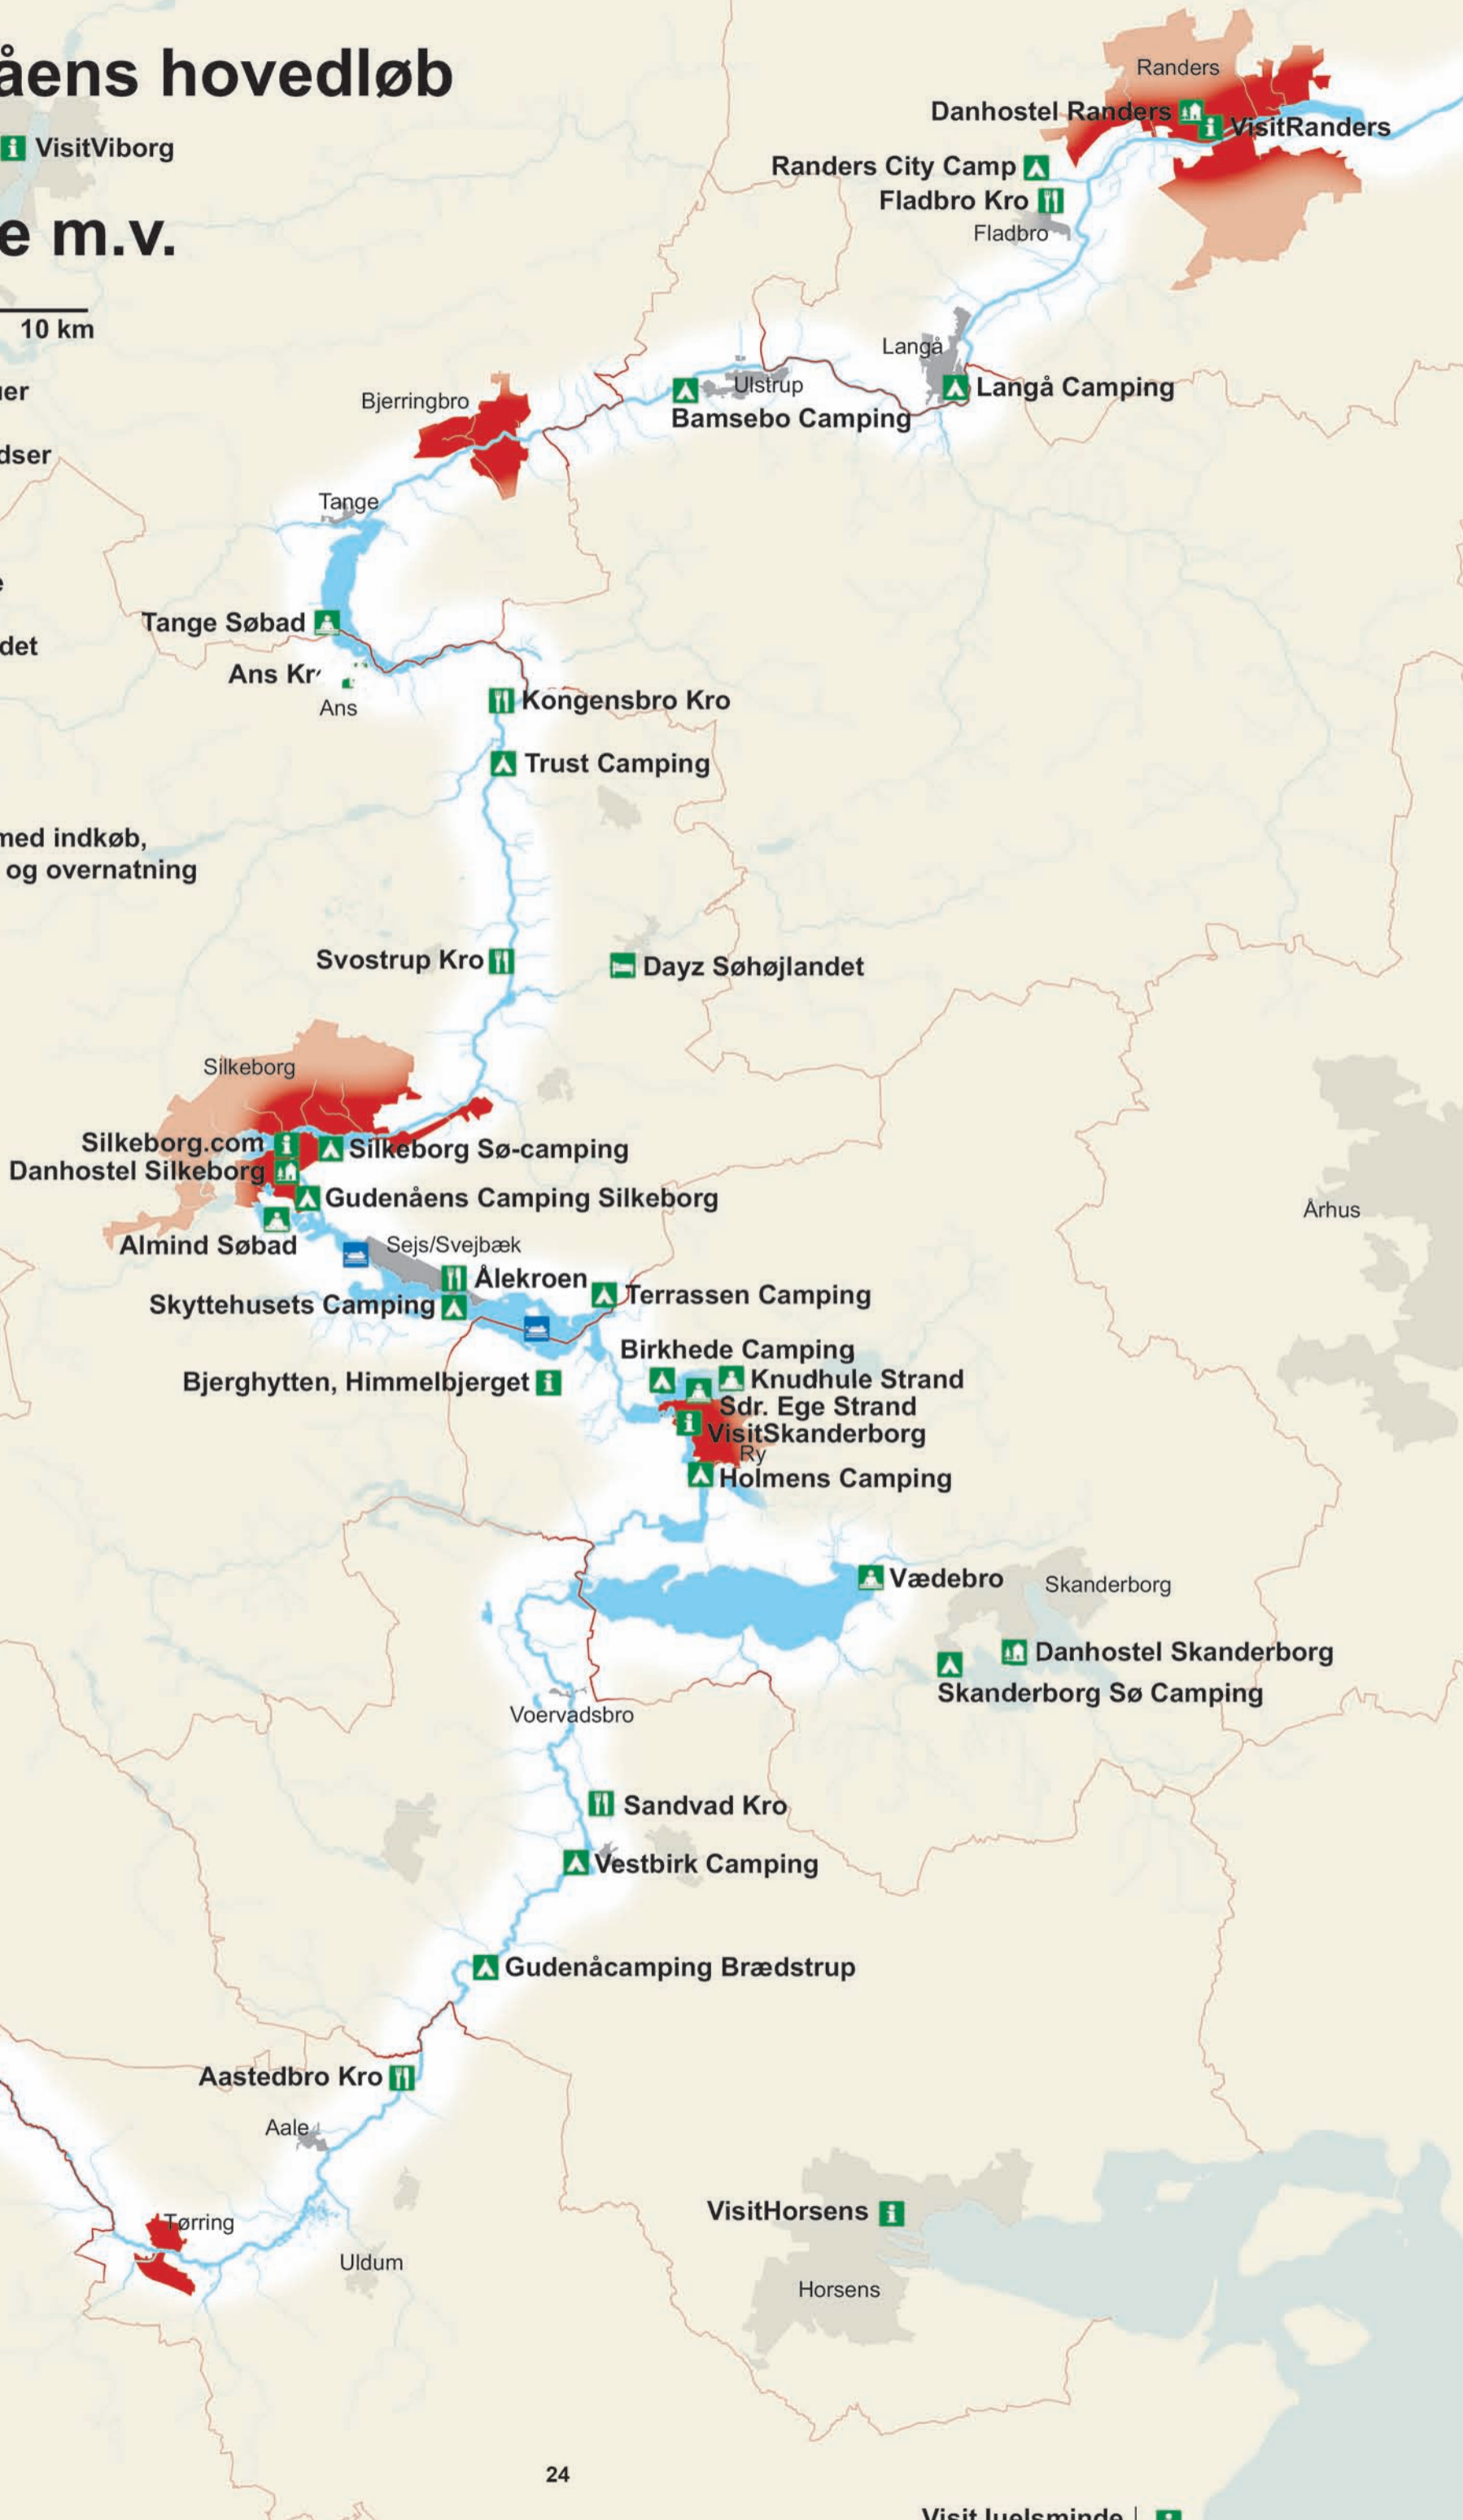 åens hovedløb
VisitViborg
e m.v.
10 km
er
dser
e
det
med indkøb,
og overnatning
Randers
Danhostel Randers
VisitRanders
Randers City Camp
Fladbro Kro
Fladbro
Langå
Langå Camping
Ulstrup
Bamsebo Camping
Bjerringbro
Tange
Tange Søbad
Ans Kr
Ans
Kongensbro Kro
Trust Camping
Svostrup Kro
Dayz Søhøjlandet
Silkeborg
Silkeborg.com
Silkeborg Sø-camping
Danhostel Silkeborg
Gudenåens Camping Silkeborg
Århus
Almind Søbad
Sejs/Svejbæk
Ålekroen
Terrassen Camping
Skyttehusets Camping
Birkhede Camping
Bjerghytten, Himmelbjerget
Knudhule Strand
Sdr. Ege Strand
VisitSkanderborg
Ry
Holmens Camping
Vædebro
Skanderborg
Danhostel Skanderborg
Skanderborg Sø Camping
Voervadsbro
Sandvad Kro
Vestbirk Camping
Gudenåcamping Brædstrup
Aastedbro Kro
Aale
Tørring
Uldum
VisitHorsens
Horsens
24
Visit Juelsminde